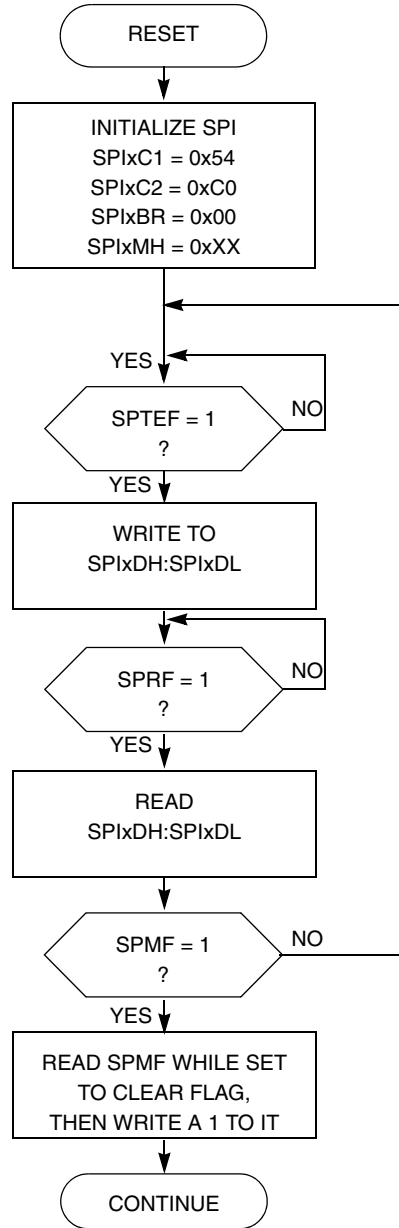 RESET
INITIALIZE SPI
SPIxC1 = 0x54
SPIxC2 = 0xC0
SPIxBR = 0x00
SPIxMH = 0xXX
YES
SPTEF = 1
?
NO
YES
WRITE TO
SPIxDH:SPIxDL
SPRF = 1
?
NO
YES
READ
SPIxDH:SPIxDL
SPMF = 1
?
NO
YES
READ SPMF WHILE SET
TO CLEAR FLAG,
THEN WRITE A 1 TO IT
CONTINUE